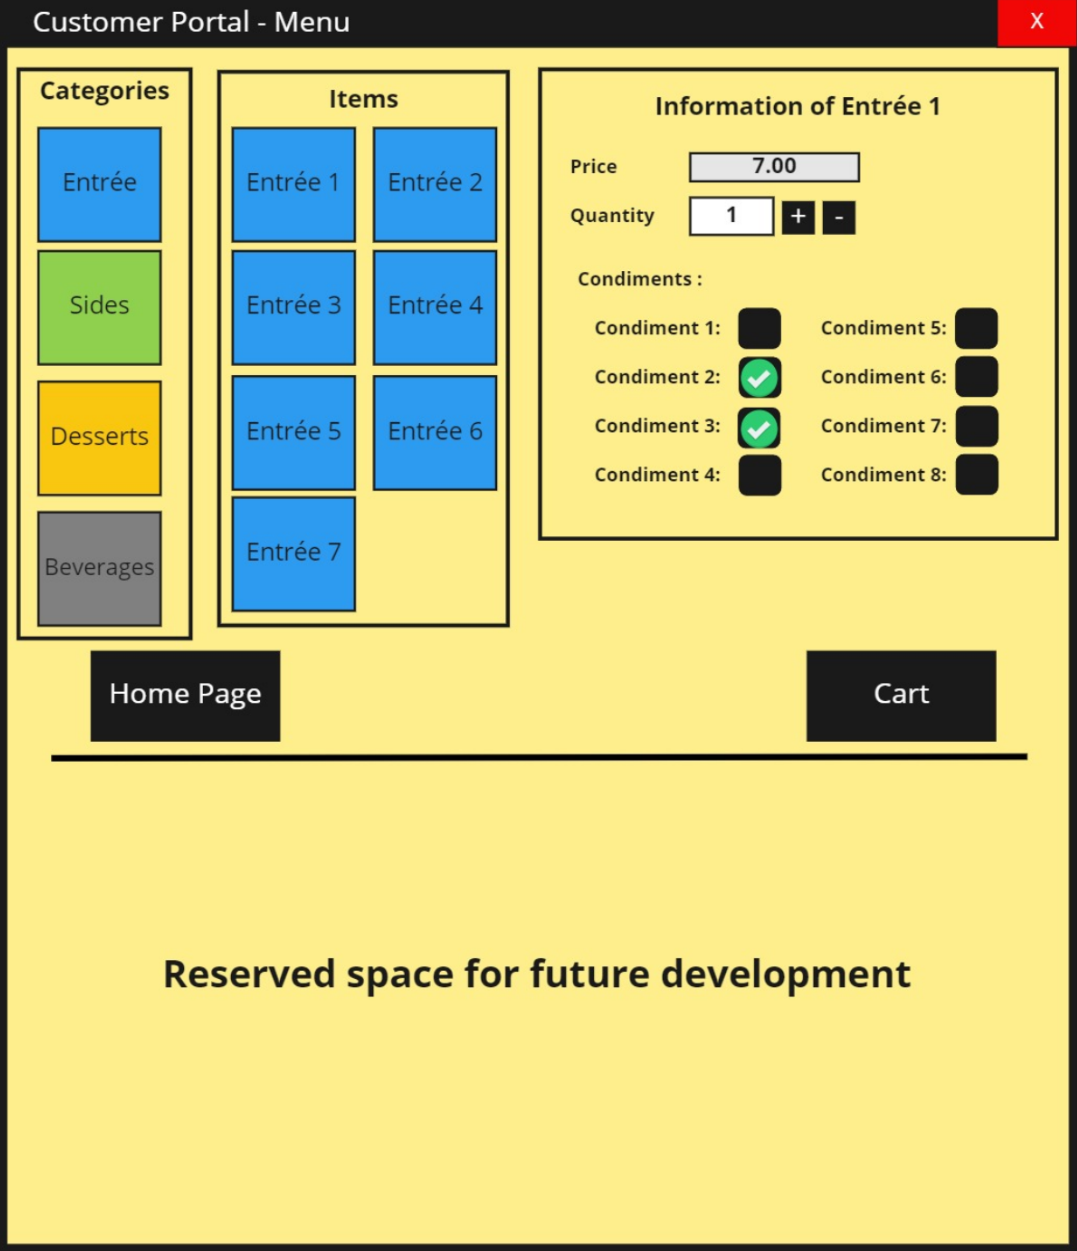 Customer Portal - Menu
X
Categories
Entrée
Sides
Desserts
Beverages
Items
Entrée 1
Entrée 2
Entrée 3
Entrée 4
Entrée 5
Entrée 6
Entrée 7
Information of Entrée 1
Price 7.00
Quantity 1 + -
Condiments :
Condiment 1:
Condiment 5:
Condiment 2:
Condiment 6:
Condiment 3:
Condiment 7:
Condiment 4:
Condiment 8:
Home Page
Cart
Reserved space for future development